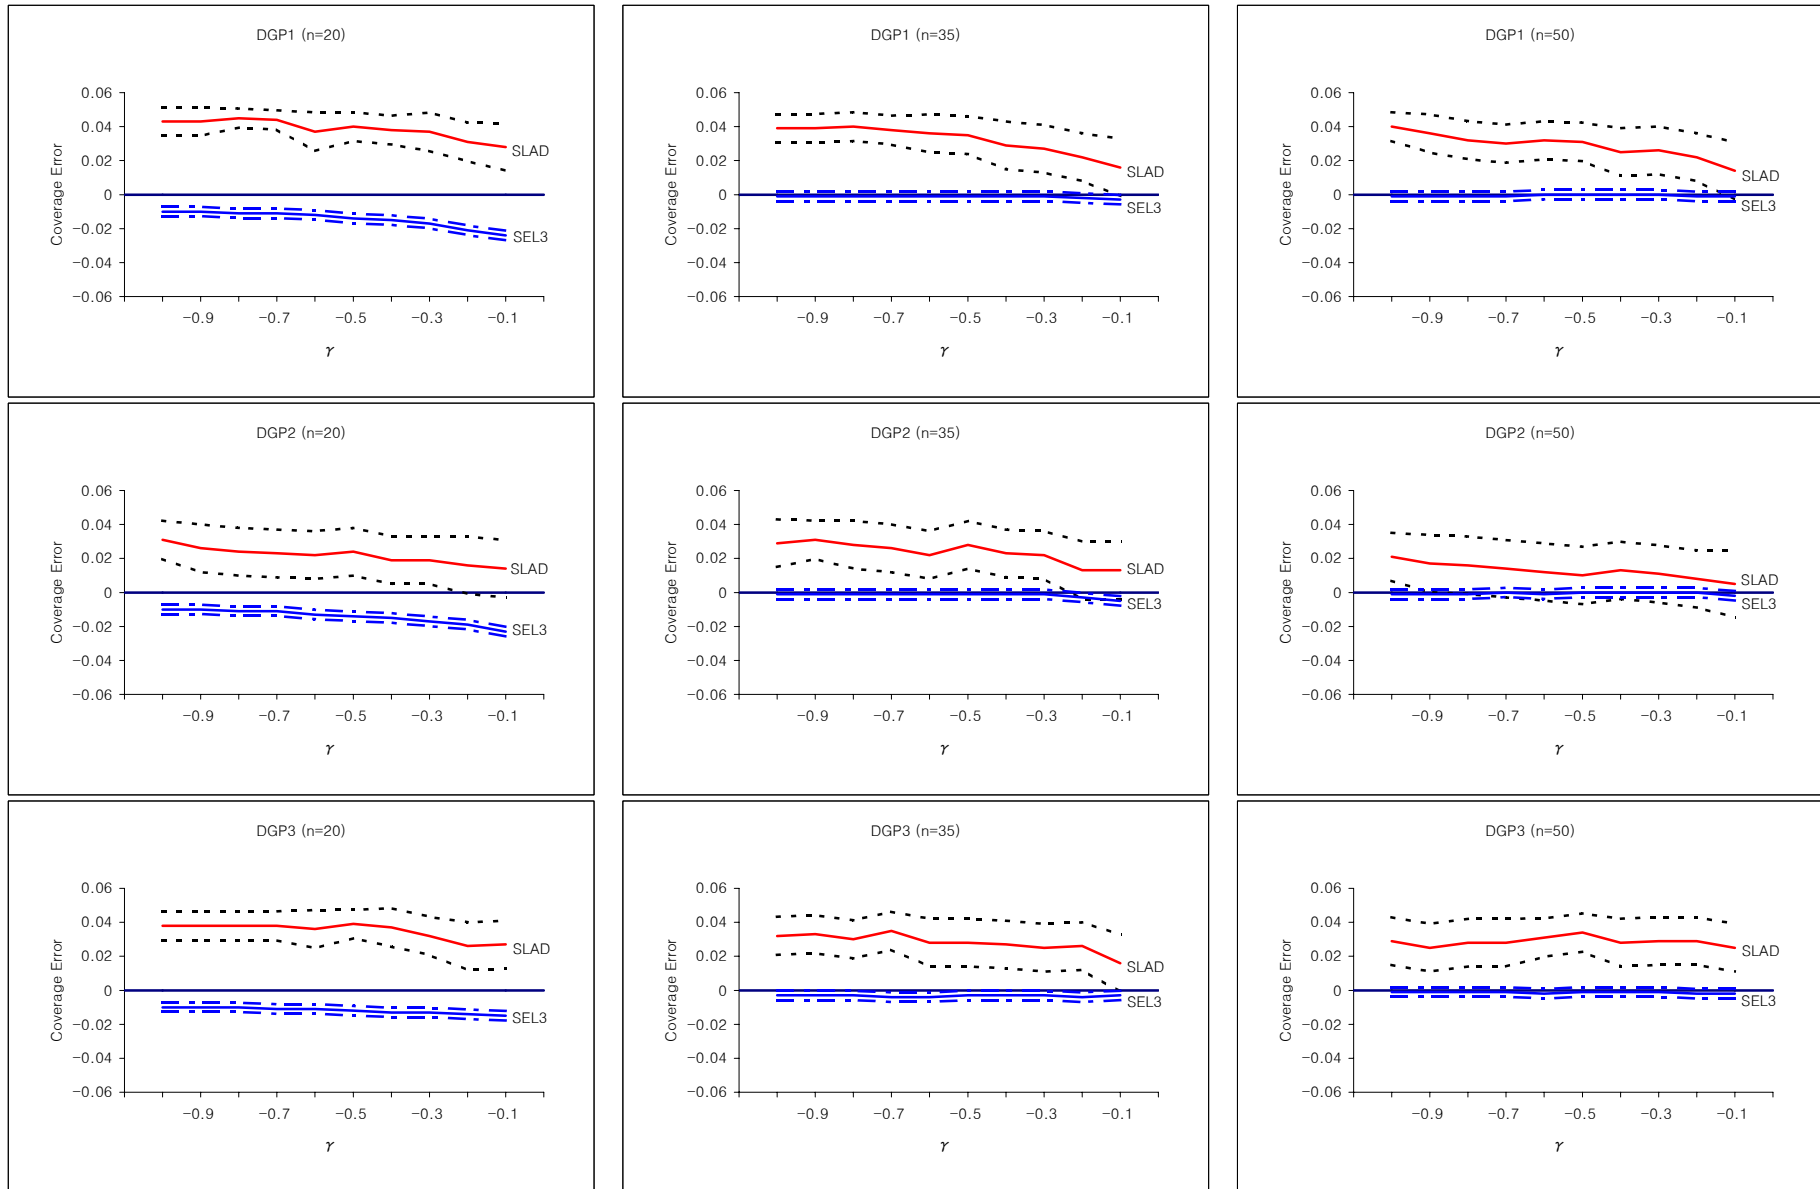 DGP1 (n=20)
Coverage Error
0.06
0.04
0.02
0
−0.02
−0.04
−0.06
SLAD
SEL3
−0.9 −0.7 −0.5 −0.3 −0.1
γ
DGP1 (n=35)
Coverage Error
0.06
0.04
0.02
0
−0.02
−0.04
−0.06
SLAD
SEL3
−0.9 −0.7 −0.5 −0.3 −0.1
γ
DGP1 (n=50)
Coverage Error
0.06
0.04
0.02
0
−0.02
−0.04
−0.06
SLAD
SEL3
−0.9 −0.7 −0.5 −0.3 −0.1
γ
DGP2 (n=20)
Coverage Error
0.06
0.04
0.02
0
−0.02
−0.04
−0.06
SLAD
SEL3
−0.9 −0.7 −0.5 −0.3 −0.1
γ
DGP2 (n=35)
Coverage Error
0.06
0.04
0.02
0
−0.02
−0.04
−0.06
SLAD
SEL3
−0.9 −0.7 −0.5 −0.3 −0.1
γ
DGP2 (n=50)
Coverage Error
0.06
0.04
0.02
0
−0.02
−0.04
−0.06
SLAD
SEL3
−0.9 −0.7 −0.5 −0.3 −0.1
γ
DGP3 (n=20)
Coverage Error
0.06
0.04
0.02
0
−0.02
−0.04
−0.06
SLAD
SEL3
−0.9 −0.7 −0.5 −0.3 −0.1
γ
DGP3 (n=35)
Coverage Error
0.06
0.04
0.02
0
−0.02
−0.04
−0.06
SLAD
SEL3
−0.9 −0.7 −0.5 −0.3 −0.1
γ
DGP3 (n=50)
Coverage Error
0.06
0.04
0.02
0
−0.02
−0.04
−0.06
SLAD
SEL3
−0.9 −0.7 −0.5 −0.3 −0.1
γ